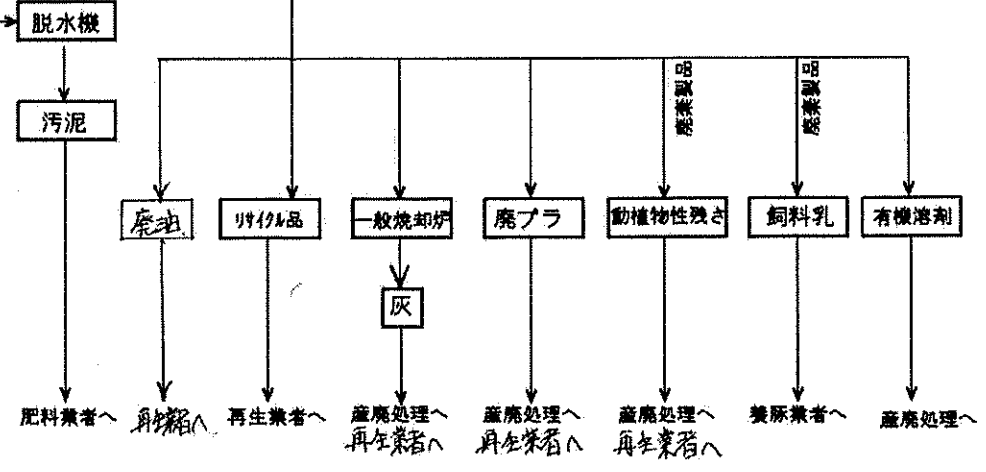 脱水機
汚泥
廃棄製品
廃棄製品
廃油
リサイクル品
一般焼却炉
廃プラ
動植物性残さ
飼料乳
有機溶剤
灰
肥料業者へ
再生業者へ
再生業者へ
産廃処理へ
再生業者へ
産廃処理へ
再生業者へ
産廃処理へ
再生業者へ
養豚業者へ
産廃処理へ